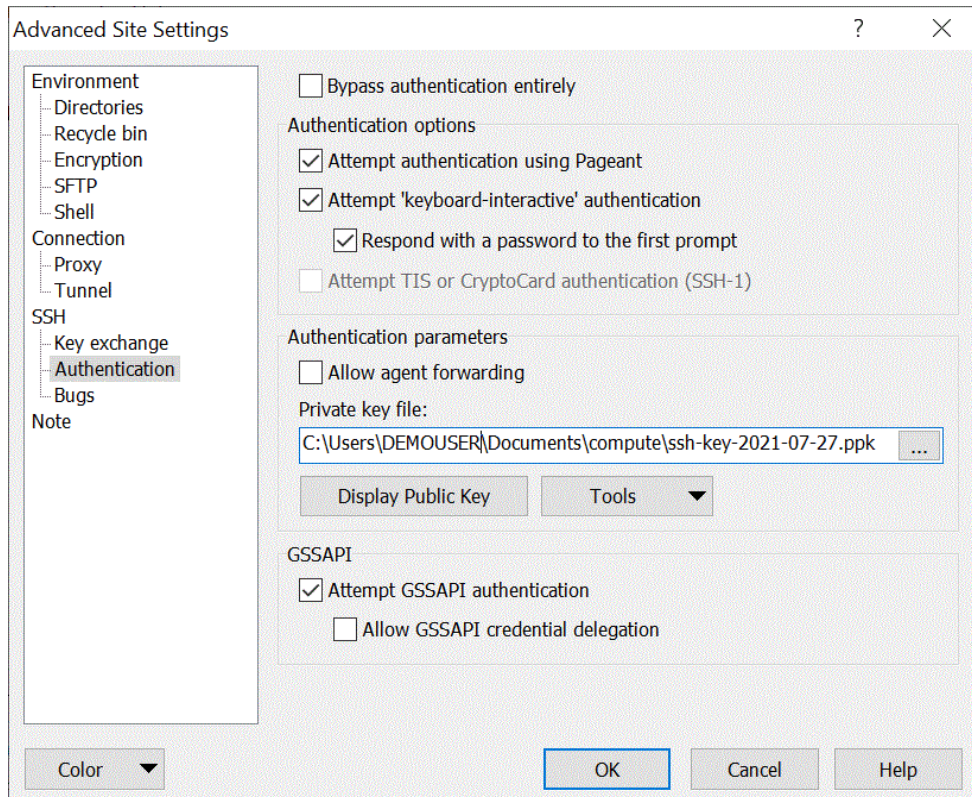 Advanced Site Settings
?
Environment
Directories
Recycle bin
Encryption
SFTP
Shell
Connection
Proxy
Tunnel
SSH
Key exchange
Authentication
Bugs
Note
Bypass authentication entirely
Authentication options
Attempt authentication using Pageant
Attempt 'keyboard-interactive' authentication
Respond with a password to the first prompt
Attempt TIS or CryptoCard authentication (SSH-1)
Authentication parameters
Allow agent forwarding
Private key file:
C:\Users\DEMOUSER\Documents\compute\ssh-key-2021-07-27.ppk
...
Display Public Key
Tools
GSSAPI
Attempt GSSAPI authentication
Allow GSSAPI credential delegation
Color
OK
Cancel
Help